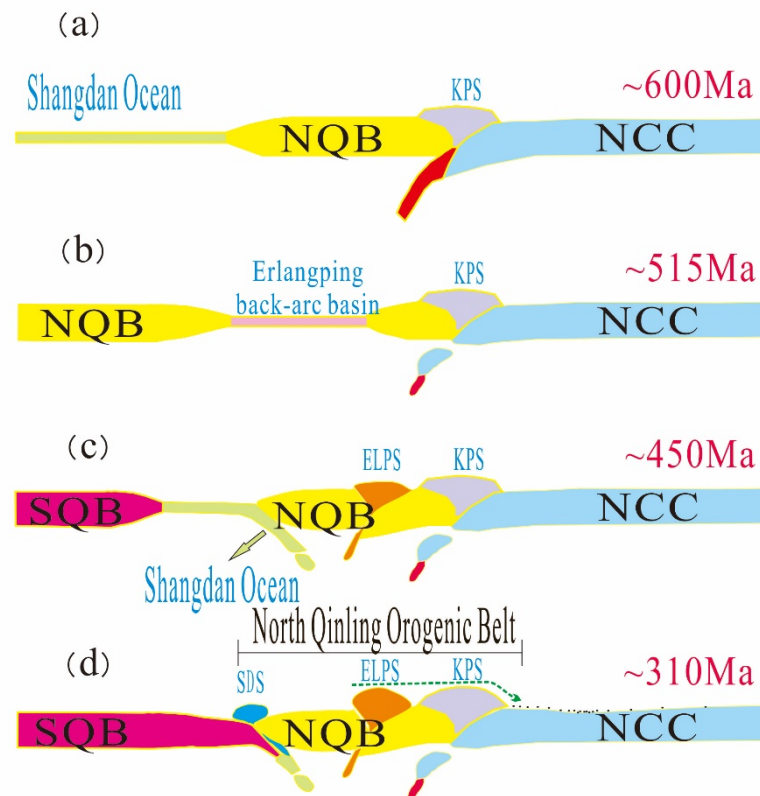 (a)
Shangdan Ocean
KPS
~600Ma
NQB
NCC
(b)
Erlangping
back-arc basin
KPS
~515Ma
NQB
NCC
(c)
ELPS
KPS
~450Ma
SQB
NQB
NCC
Shangdan Ocean
North Qinling Orogenic Belt
(d)
SDS
ELPS
KPS
~310Ma
SQB
NQB
NCC